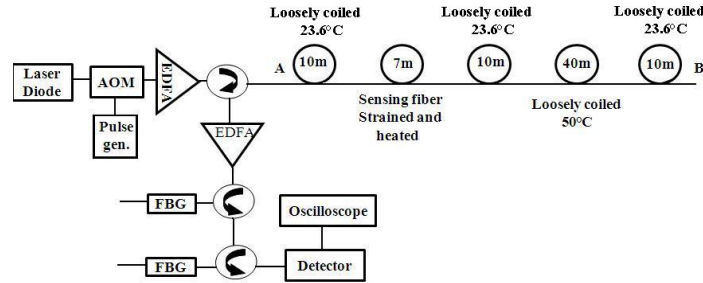 Loosely coiled
23.6°C
Loosely coiled
23.6°C
Loosely coiled
23.6°C
Laser
Diode
AOM
EDFA
A
10m
7m
10m
40m
10m
B
Pulse
gen.
Sensing fiber
Strained and
heated
Loosely coiled
50°C
EDFA
FBG
Oscilloscope
FBG
Detector